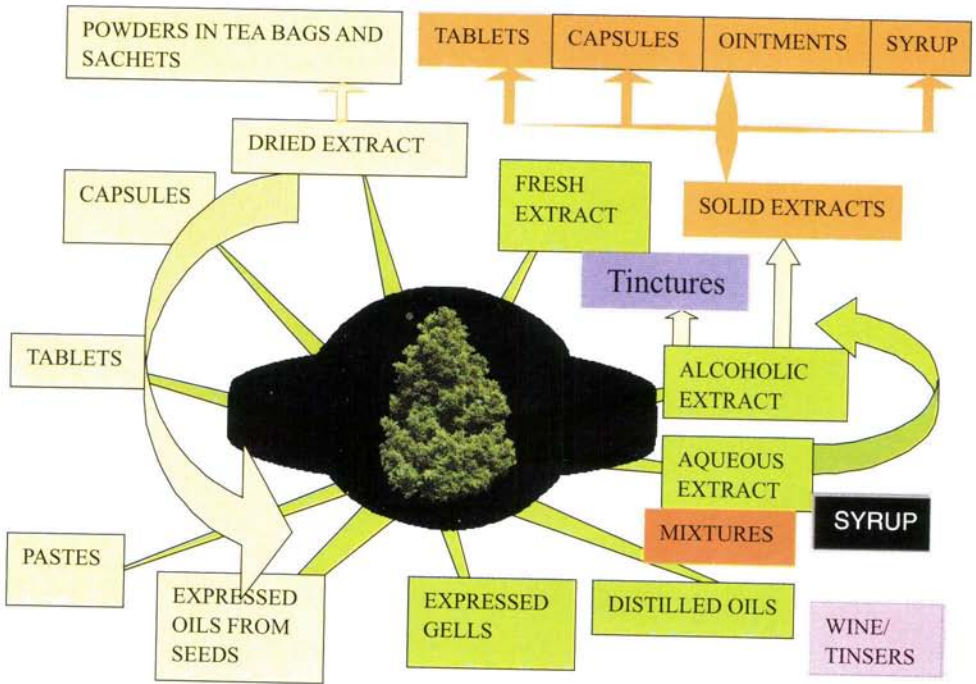 POWDERS IN TEA BAGS AND
SACHETS
TABLETS
CAPSULES
OINTMENTS
SYRUP
DRIED EXTRACT
CAPSULES
FRESH
EXTRACT
SOLID EXTRACTS
Tinctures
TABLETS
ALCOHOLIC
EXTRACT
AQUEOUS
EXTRACT
SYRUP
MIXTURES
PASTES
EXPRESSED
OILS FROM
SEEDS
EXPRESSED
GELLS
DISTILLED OILS
WINE/
TINSERS